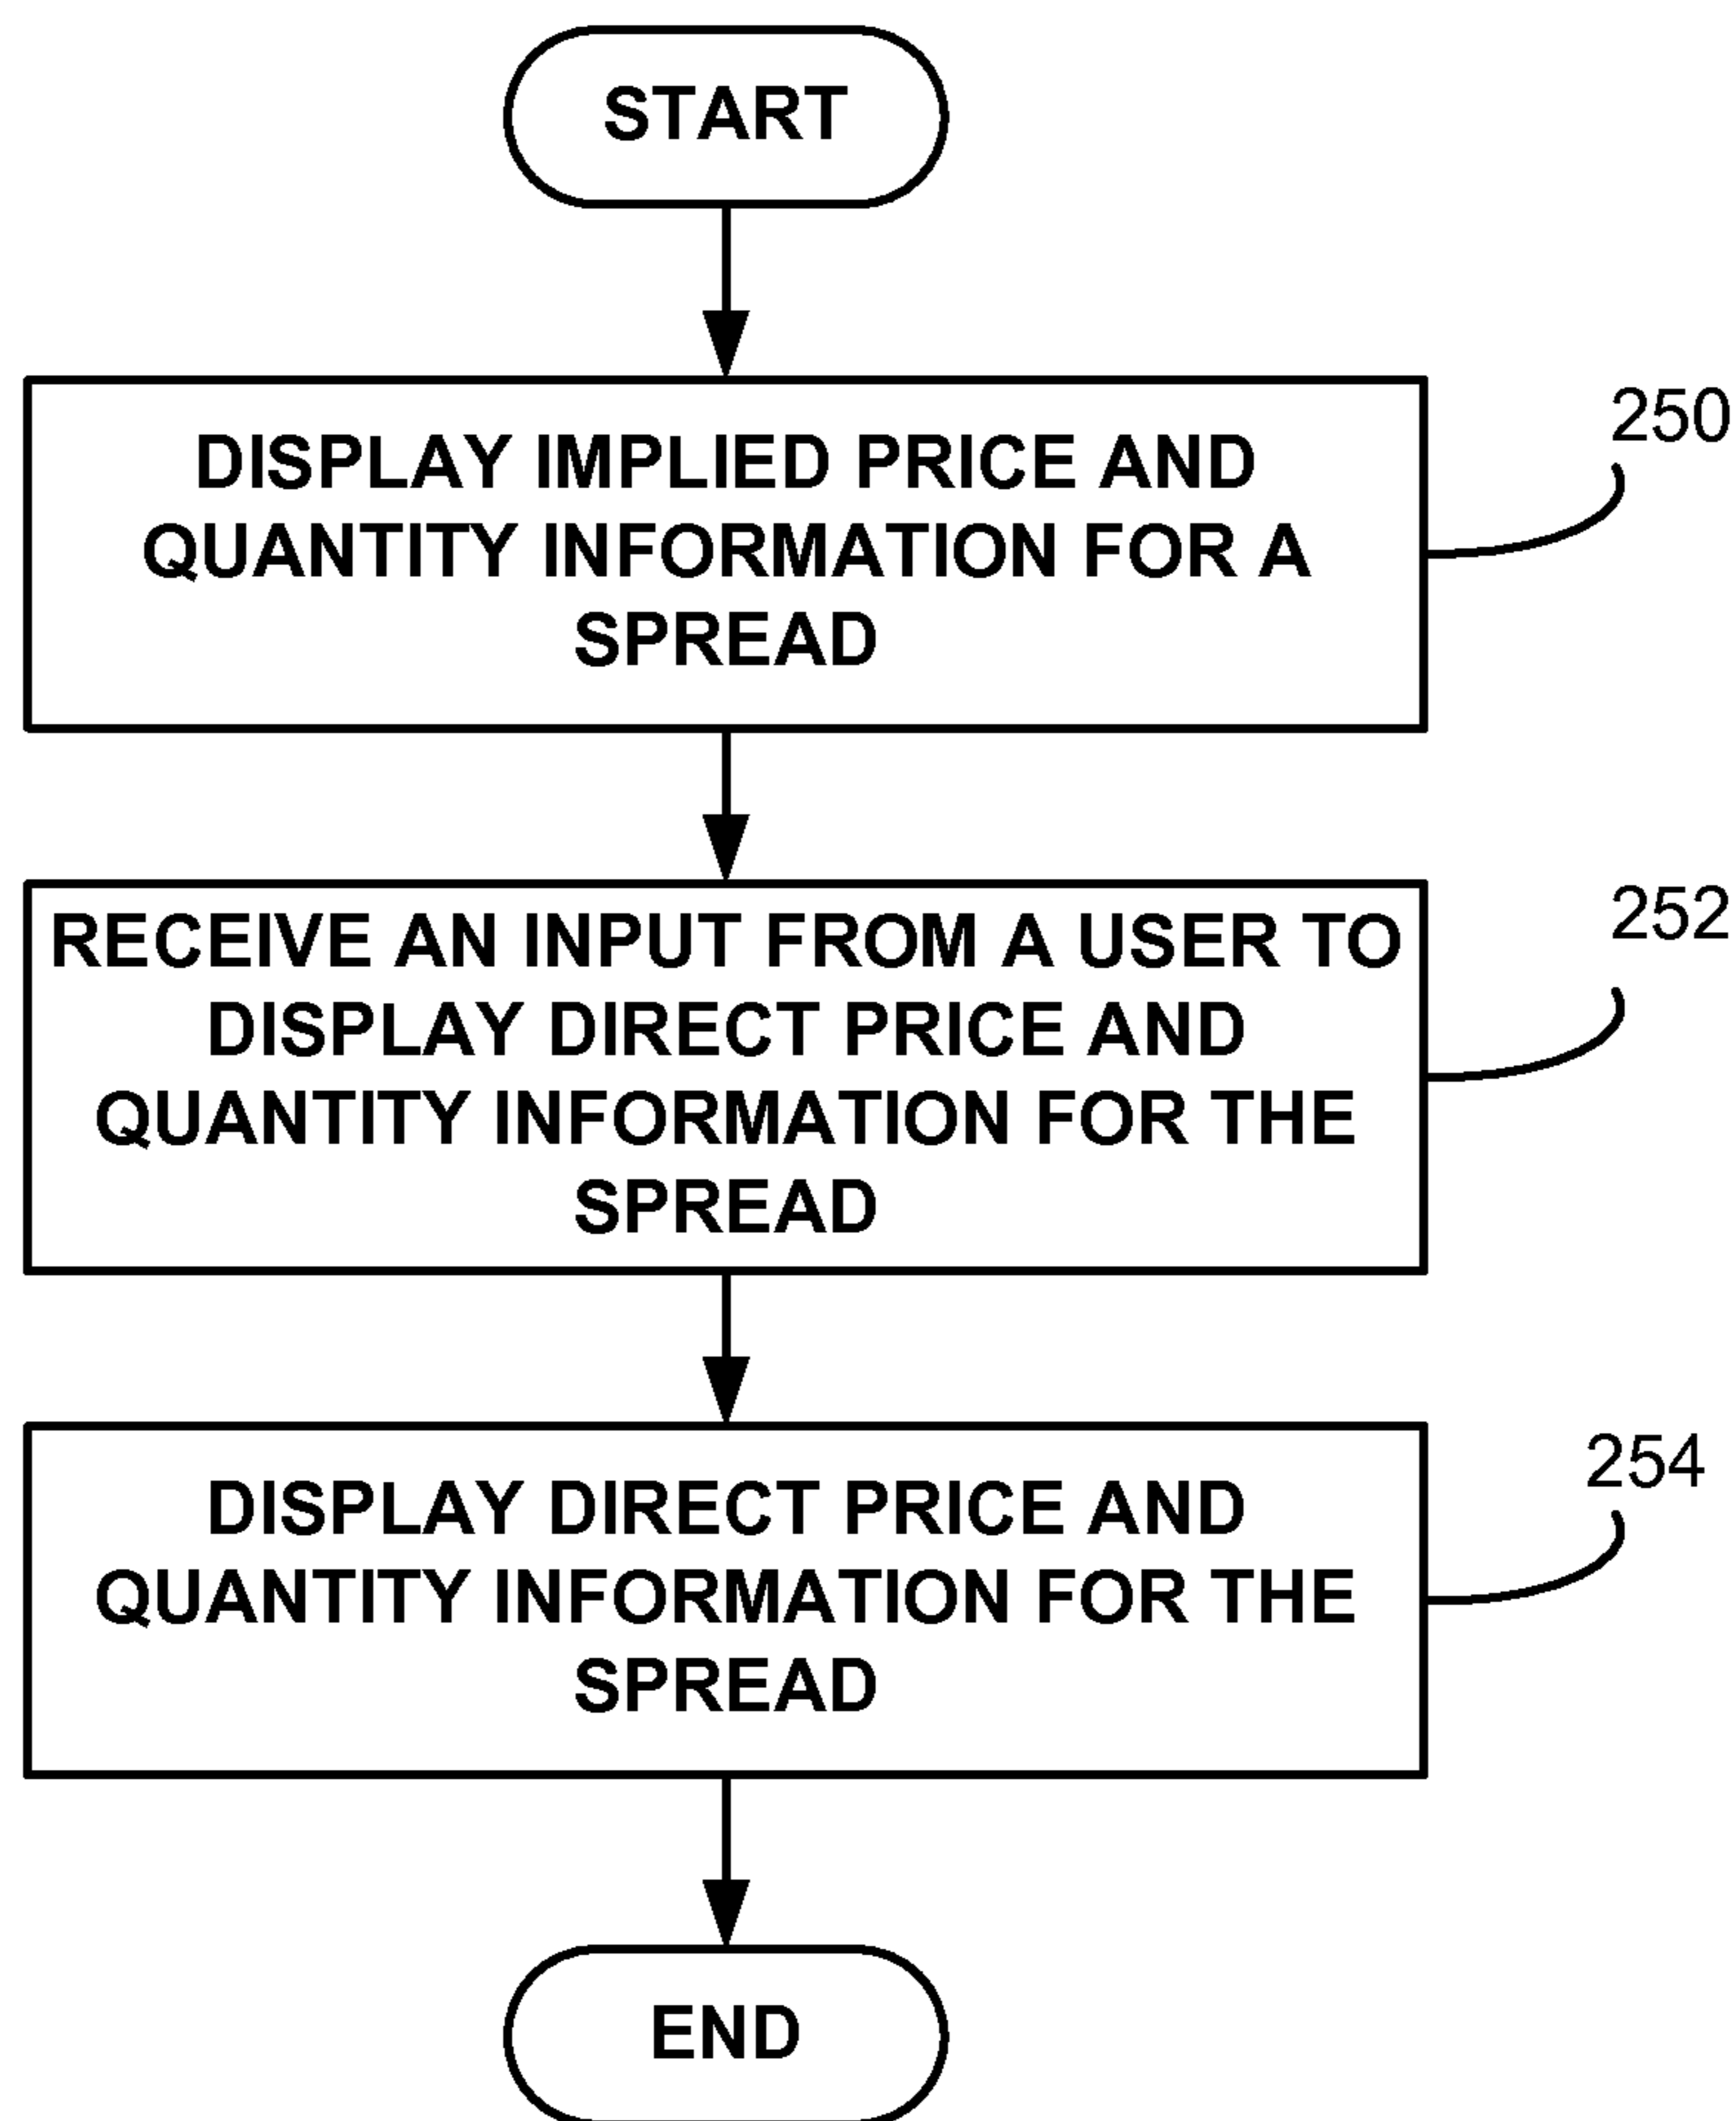 START
DISPLAY IMPLIED PRICE AND
QUANTITY INFORMATION FOR A
SPREAD
250
RECEIVE AN INPUT FROM A USER TO
DISPLAY DIRECT PRICE AND
QUANTITY INFORMATION FOR THE
SPREAD
252
DISPLAY DIRECT PRICE AND
QUANTITY INFORMATION FOR THE
SPREAD
254
END